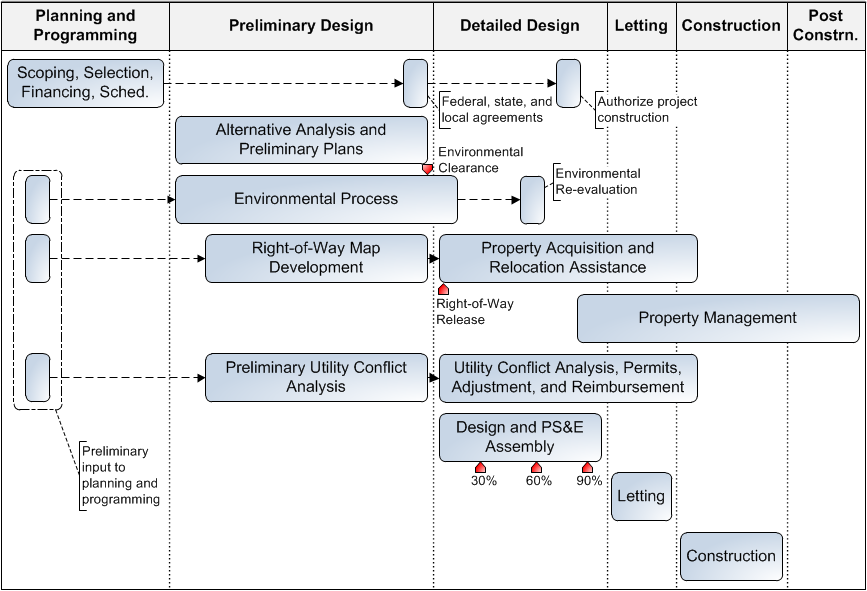 Planning and
Programming
Preliminary Design
Detailed Design
Letting
Construction
Post
Constrn.
Scoping, Selection,
Financing, Sched.
Federal, state, and
local agreements
Authorize project
construction
Alternative Analysis and
Preliminary Plans
Environmental
Clearance
Environmental Process
Environmental
Re-evaluation
Right-of-Way Map
Development
Property Acquisition and
Relocation Assistance
Right-of-Way
Release
Property Management
Preliminary Utility Conflict
Analysis
Utility Conflict Analysis, Permits,
Adjustment, and Reimbursement
Design and PS&E
Assembly
30%
60%
90%
Preliminary
input to
planning and
programming
Letting
Construction